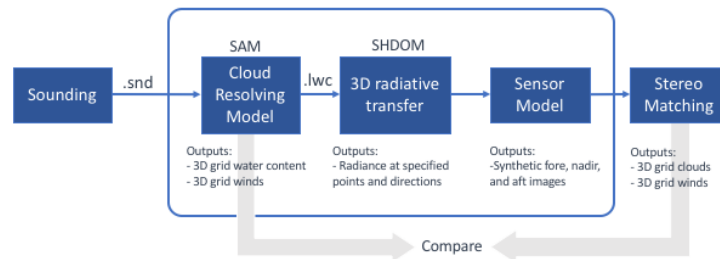 SAM
SHDOM
Sounding
.snd
Cloud
Resolving
Model
.lwc
3D radiative
transfer
Sensor
Model
Stereo
Matching
Outputs:
- 3D grid water content
- 3D grid winds
Outputs:
- Radiance at specified
points and directions
Outputs:
-Synthetic fore, nadir,
and aft images
Outputs:
- 3D grid clouds
- 3D grid winds
Compare